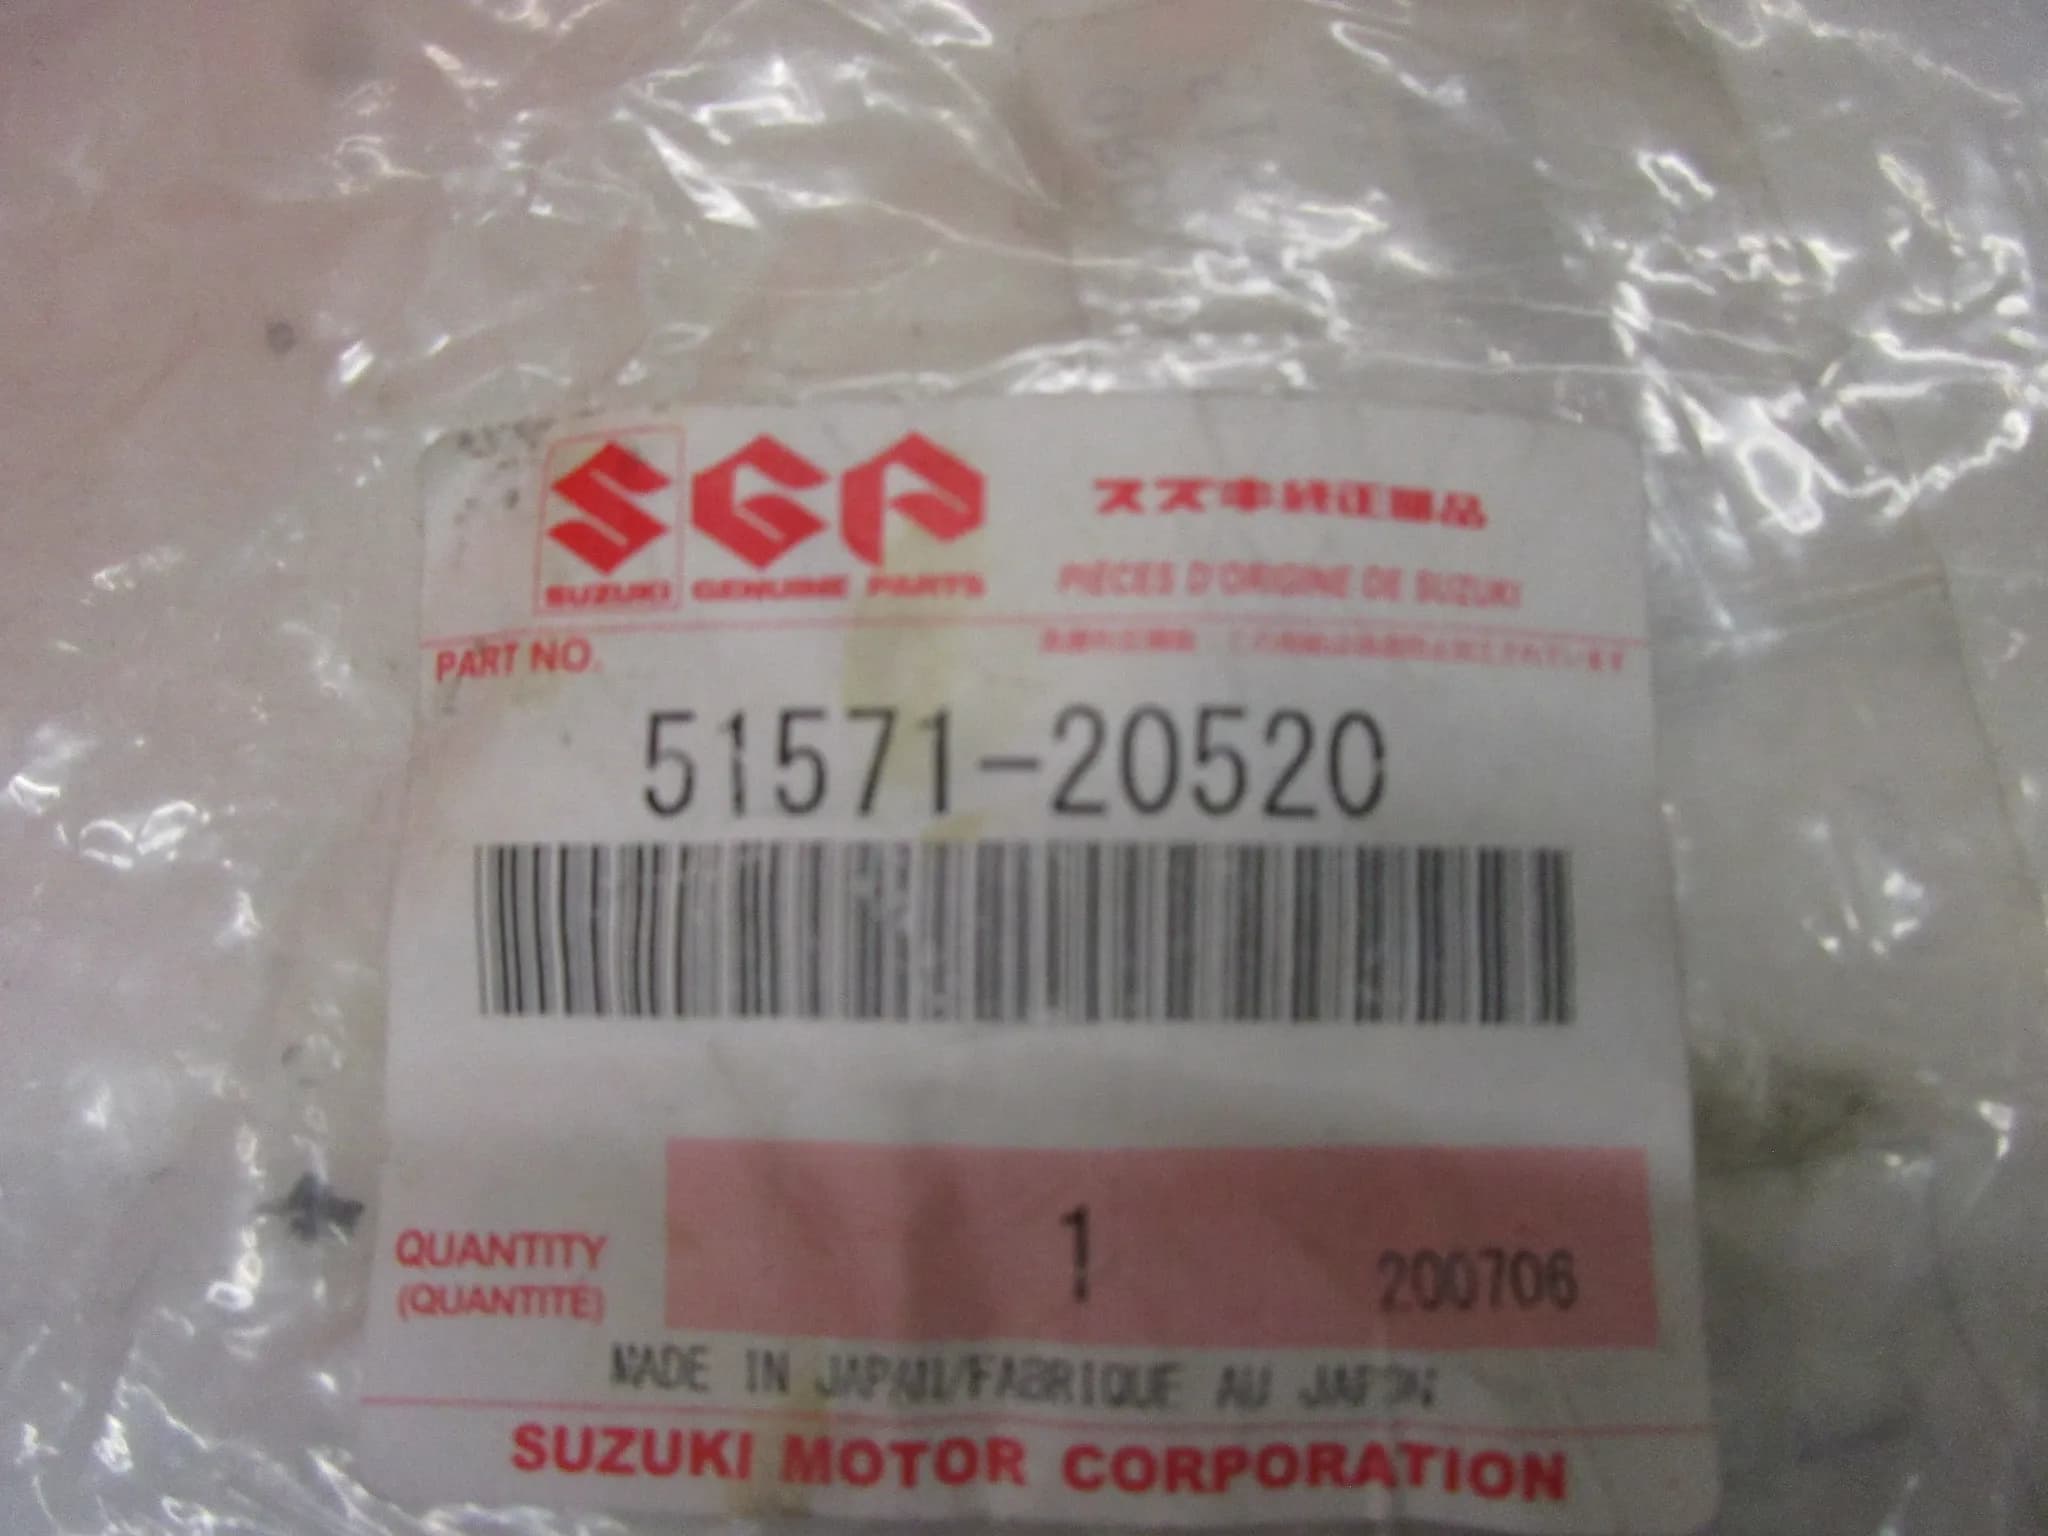 SGP
スズキ純正部品
SUZUKI GENUINE PARTS
PIÈCES D'ORIGINE DE SUZUKI
PART NO.
51571-20520
QUANTITY
(QUANTITÉ)
1
200706
MADE IN JAPAN/FABRIQUE AU JAPON
SUZUKI MOTOR CORPORATION